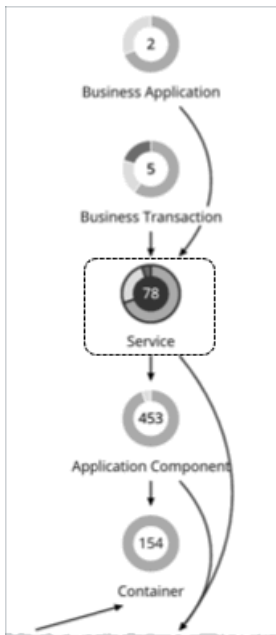 2
Business Application
5
Business Transaction
78
Service
453
Application Component
154
Container